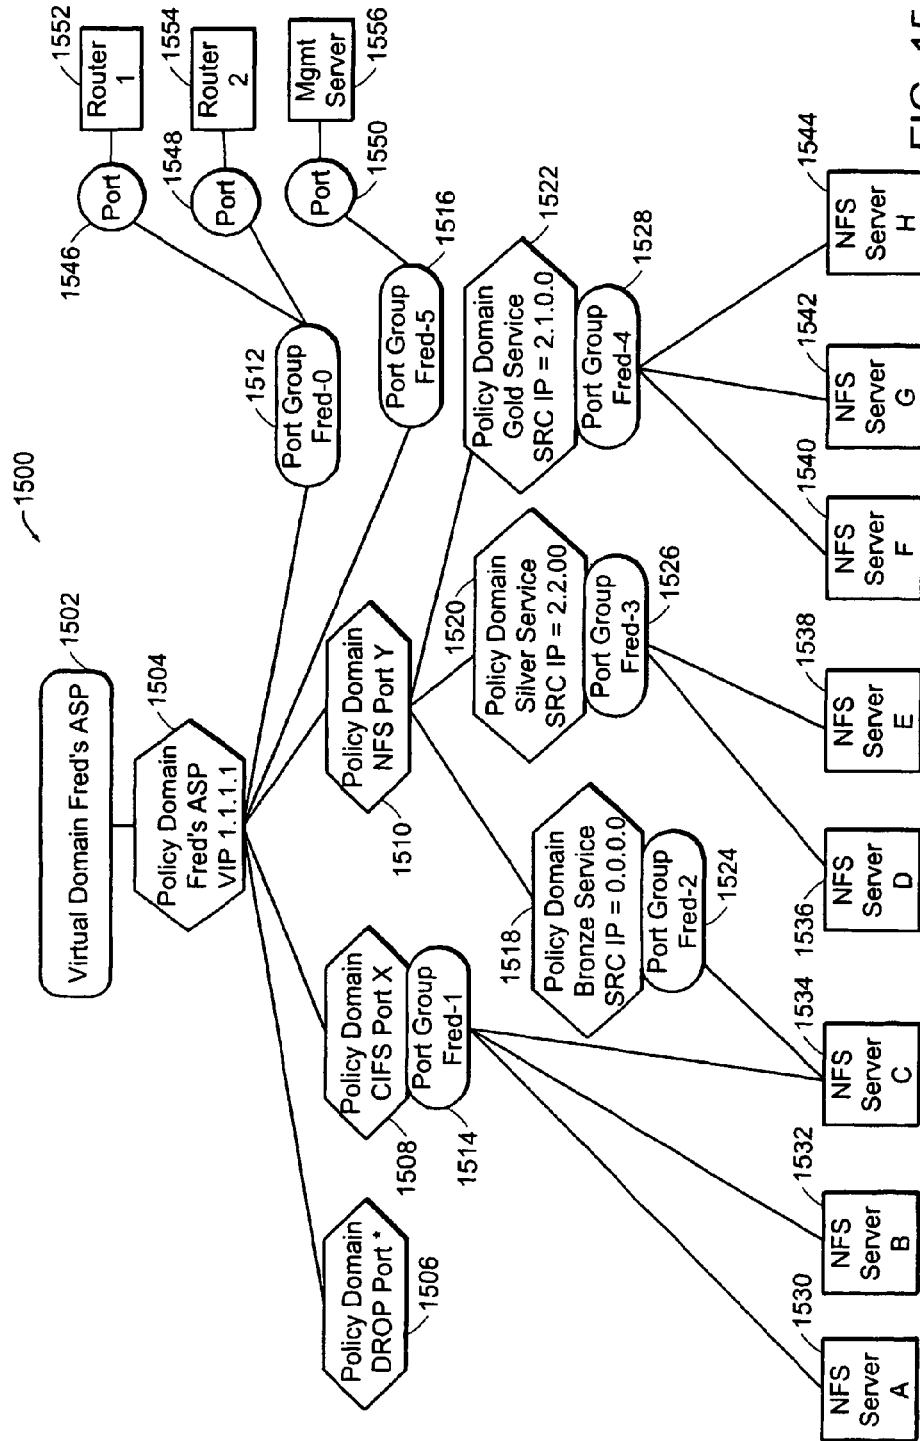 1500
Virtual Domain Fred's ASP
1502
Policy Domain
Fred's ASP
VIP 1.1.1.1
1504
Policy Domain
DROP Port *
1506
Policy Domain
CIFS Port X
1508
Port Group
Fred-1
1514
Policy Domain
NFS Port Y
1510
Port Group
Fred-0
1512
Port Group
Fred-5
1516
Port
1546
Port
1548
Port
1550
Router
1
1552
Router
2
1554
Mgmt
Server
1556
Policy Domain
Bronze Service
SRC IP = 0.0.0.0
1518
Port Group
Fred-2
1524
Policy Domain
Silver Service
SRC IP = 2.2.00
1520
Port Group
Fred-3
1526
Policy Domain
Gold Service
SRC IP = 2.1.0.0
1522
Port Group
Fred-4
1528
NFS
Server
A
1530
NFS
Server
B
1532
NFS
Server
C
1534
NFS
Server
D
1536
NFS
Server
E
1538
NFS
Server
F
1540
NFS
Server
G
1542
NFS
Server
H
1544